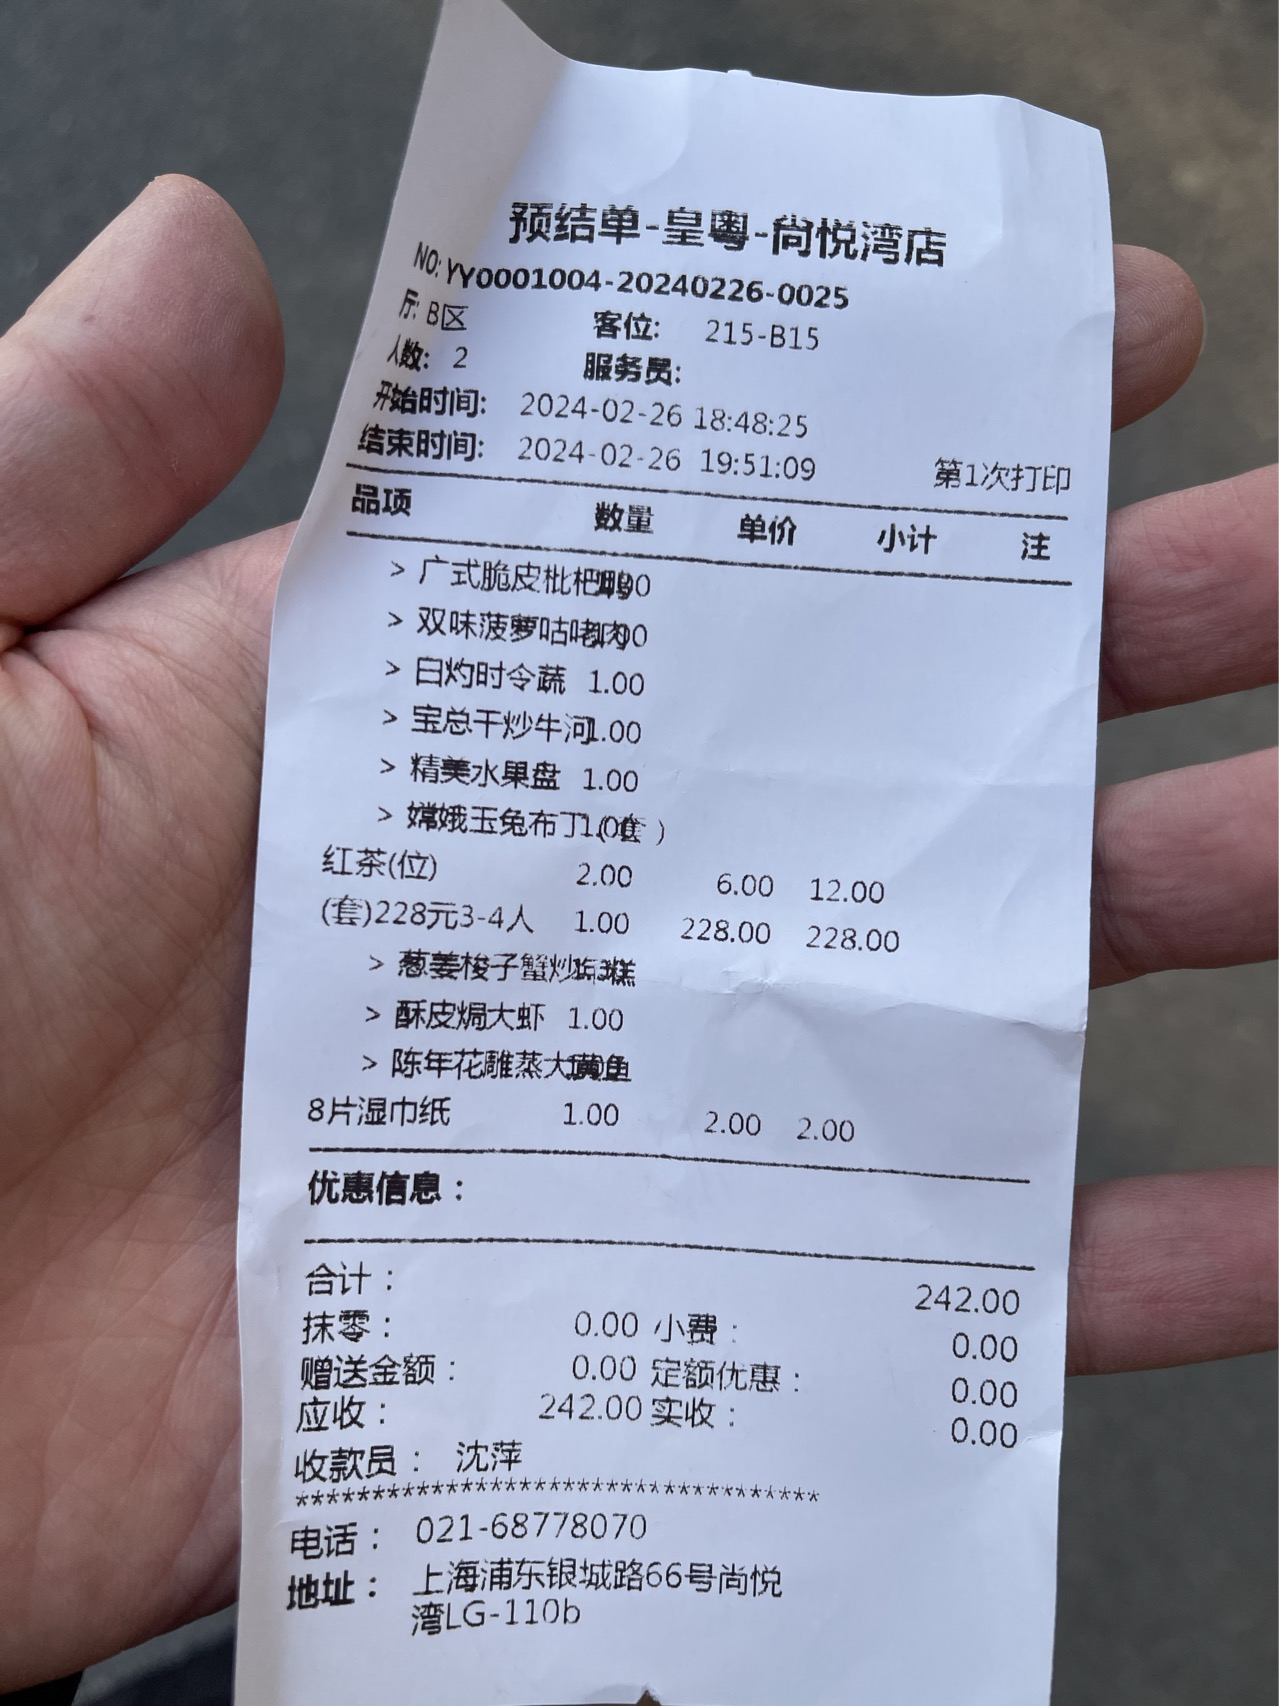 预结单-皇粤-尚悦湾店
NO: YY0001004-20240226-0025
厅: B区 客位: 215-B15
人数: 2 服务员:
开始时间: 2024-02-26 18:48:25
结束时间: 2024-02-26 19:51:09 第1次打印
品项 数量 单价 小计 注
> 广式脆皮枇杷鸭 1.00
> 双味菠萝咕咾肉 1.00
> 白灼时令蔬 1.00
> 宝总干炒牛河 1.00
> 精美水果盘 1.00
> 嫦娥玉兔布丁(套) 1.00
红茶(位) 2.00 6.00 12.00
(套)228元3-4人 1.00 228.00 228.00
> 葱姜梭子蟹炒年糕
> 酥皮焗大虾 1.00
> 陈年花雕蒸大黄鱼
8片湿巾纸 1.00 2.00 2.00
优惠信息：
合计： 242.00
抹零： 0.00 小费： 0.00
赠送金额： 0.00 定额优惠： 0.00
应收： 242.00 实收： 0.00
收款员： 沈萍
***********************************
电话： 021-68778070
地址： 上海浦东银城路66号尚悦
湾LG-110b